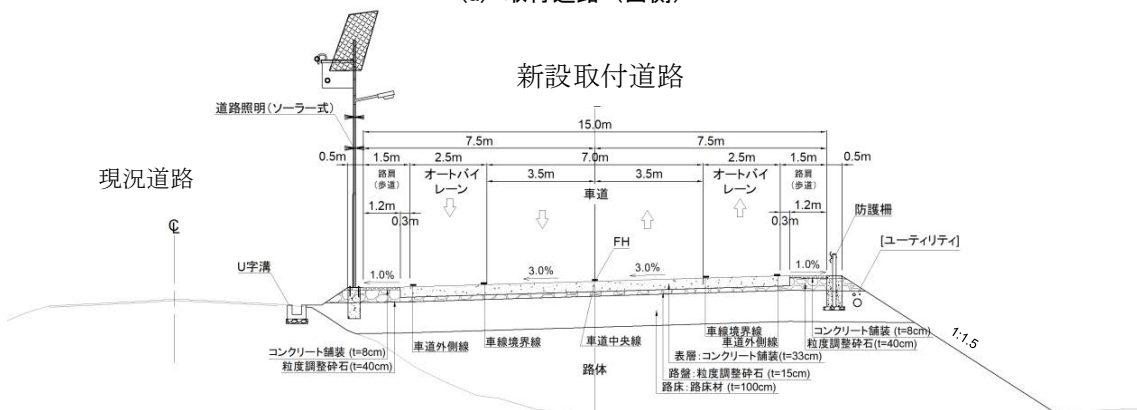 (a) 取付道路 (西側)
新設取付道路
道路照明(ソーラー式)
15.0m
7.5m
7.5m
0.5m
1.5m
2.5m
7.0m
2.5m
1.5m
0.5m
現況道路
路肩
(歩道)
オートバイ
レーン
3.5m
3.5m
車道
オートバイ
レーン
路肩
(歩道)
1.2m
0.3m
0.3m
1.2m
防護柵
[ユーティリティ]
FH
U字溝
1.0%
3.0%
3.0%
1.0%
コンクリート舗装 (t=8cm)
粒度調整砕石(t=40cm)
車道外側線
車線境界線
車道中央線
車線境界線
車道外側線
コンクリート舗装(t=8cm)
粒度調整砕石(t=40cm)
表層:コンクリート舗装(t=33cm)
路盤:粒度調整砕石 (t=15cm)
路床:路床材 (t=100cm)
路体
1:1.5